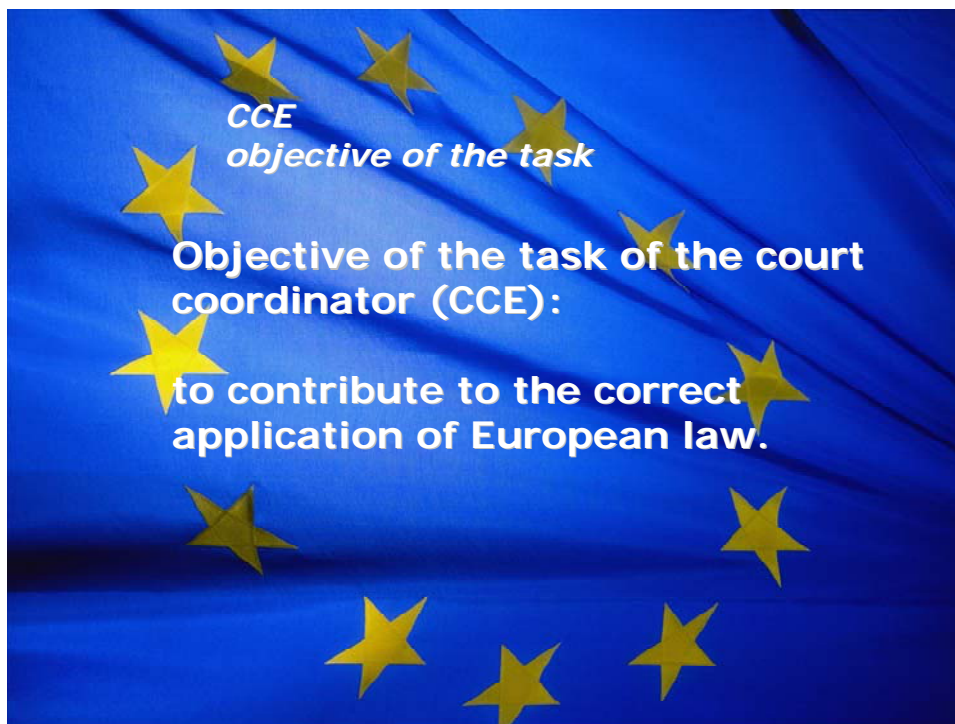 CCE
objective of the task
Objective of the task of the court
coordinator (CCE):
to contribute to the correct
application of European law.